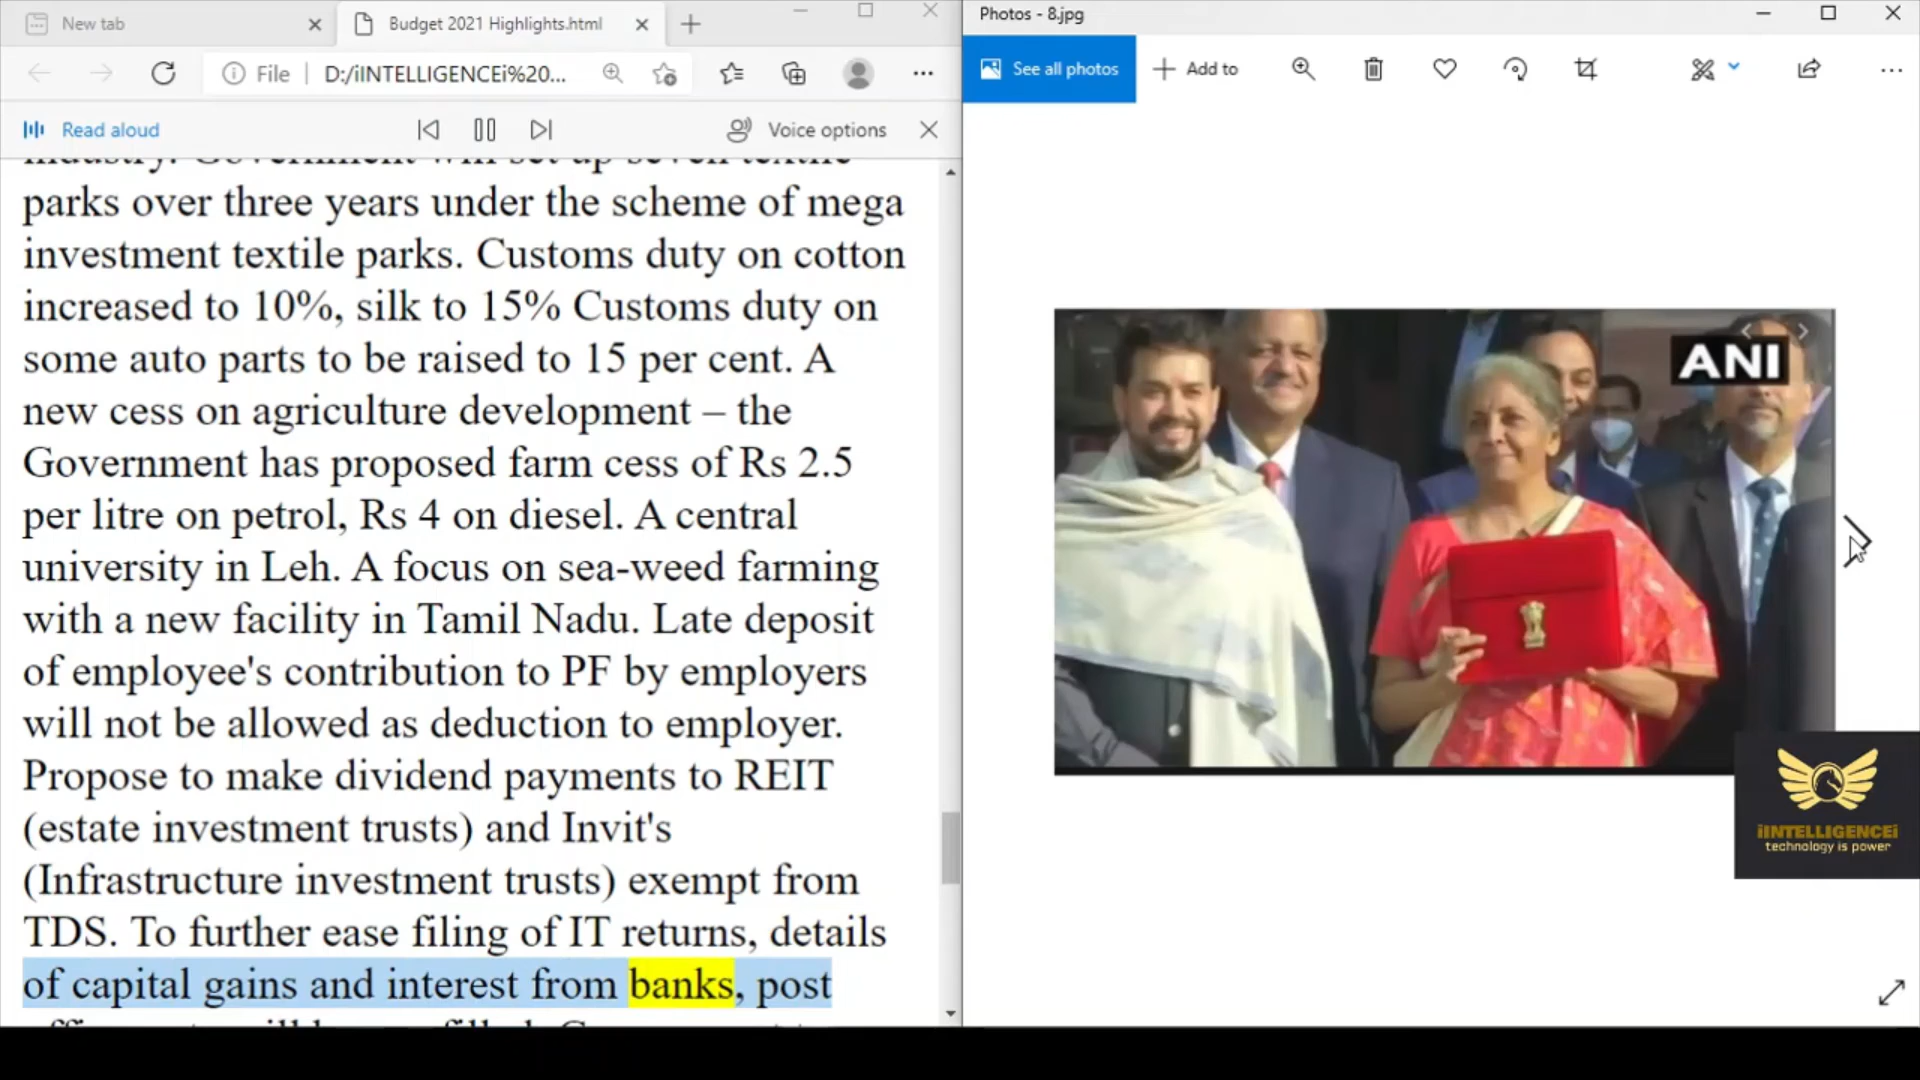 New tab
Budget 2021 Highlights.html
File
D:/iINTELLIGENCEi%20...
Read aloud
Voice options
parks over three years under the scheme of mega
investment textile parks. Customs duty on cotton
increased to 10%, silk to 15% Customs duty on
some auto parts to be raised to 15 per cent. A
new cess on agriculture development – the
Government has proposed farm cess of Rs 2.5
per litre on petrol, Rs 4 on diesel. A central
university in Leh. A focus on sea-weed farming
with a new facility in Tamil Nadu. Late deposit
of employee's contribution to PF by employers
will not be allowed as deduction to employer.
Propose to make dividend payments to REIT
(estate investment trusts) and Invit's
(Infrastructure investment trusts) exempt from
TDS. To further ease filing of IT returns, details
of capital gains and interest from banks, post
Photos - 8.jpg
See all photos
Add to
ANI
iINTELLIGENCEi
technology is power